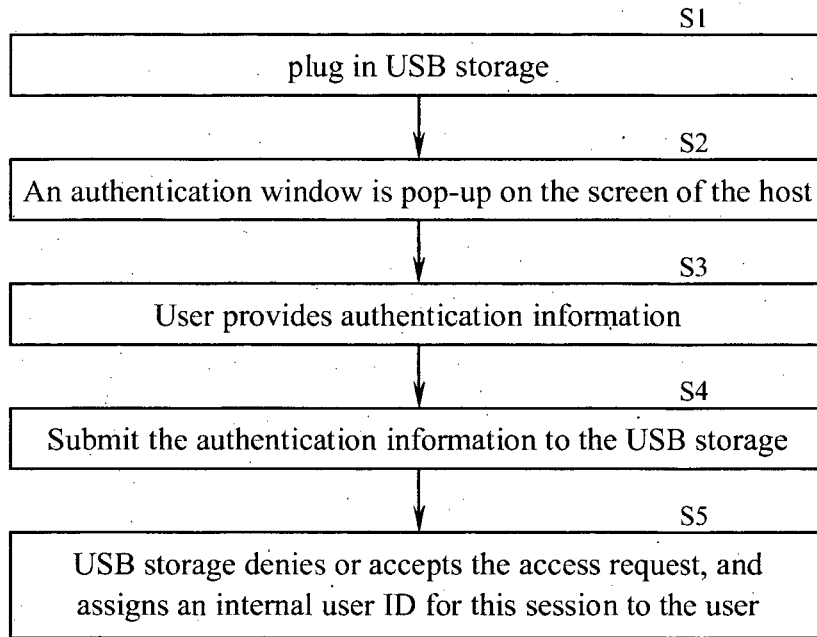 S1
plug in USB storage
S2
An authentication window is pop-up on the screen of the host
S3
User provides authentication information
S4
Submit the authentication information to the USB storage
S5
USB storage denies or accepts the access request, and
assigns an internal user ID for this session to the user